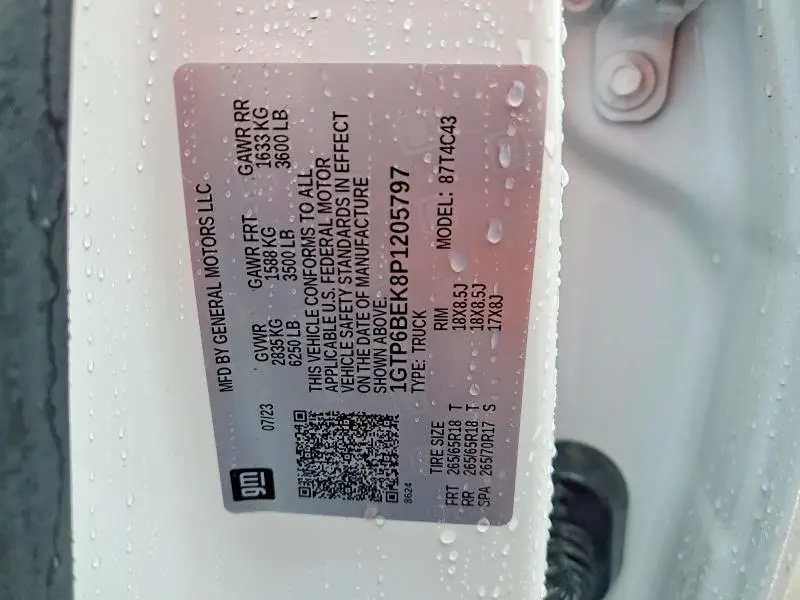 gm
MFD BY GENERAL MOTORS LLC
07/23
GVWR GAWR FRT GAWR RR
2835 KG 1588 KG 1633 KG
6250 LB 3500 LB 3600 LB
THIS VEHICLE CONFORMS TO ALL
APPLICABLE U.S. FEDERAL MOTOR
VEHICLE SAFETY STANDARDS IN EFFECT
ON THE DATE OF MANUFACTURE
SHOWN ABOVE.
1GTP6BEK8P1205797
TYPE: TRUCK
8624
MODEL: 87T4C43
TIRE SIZE RIM
FRT 265/65R18 T 18X8.5J
RR 265/65R18 T 18X8.5J
SPA 265/70R17 S 17X8J